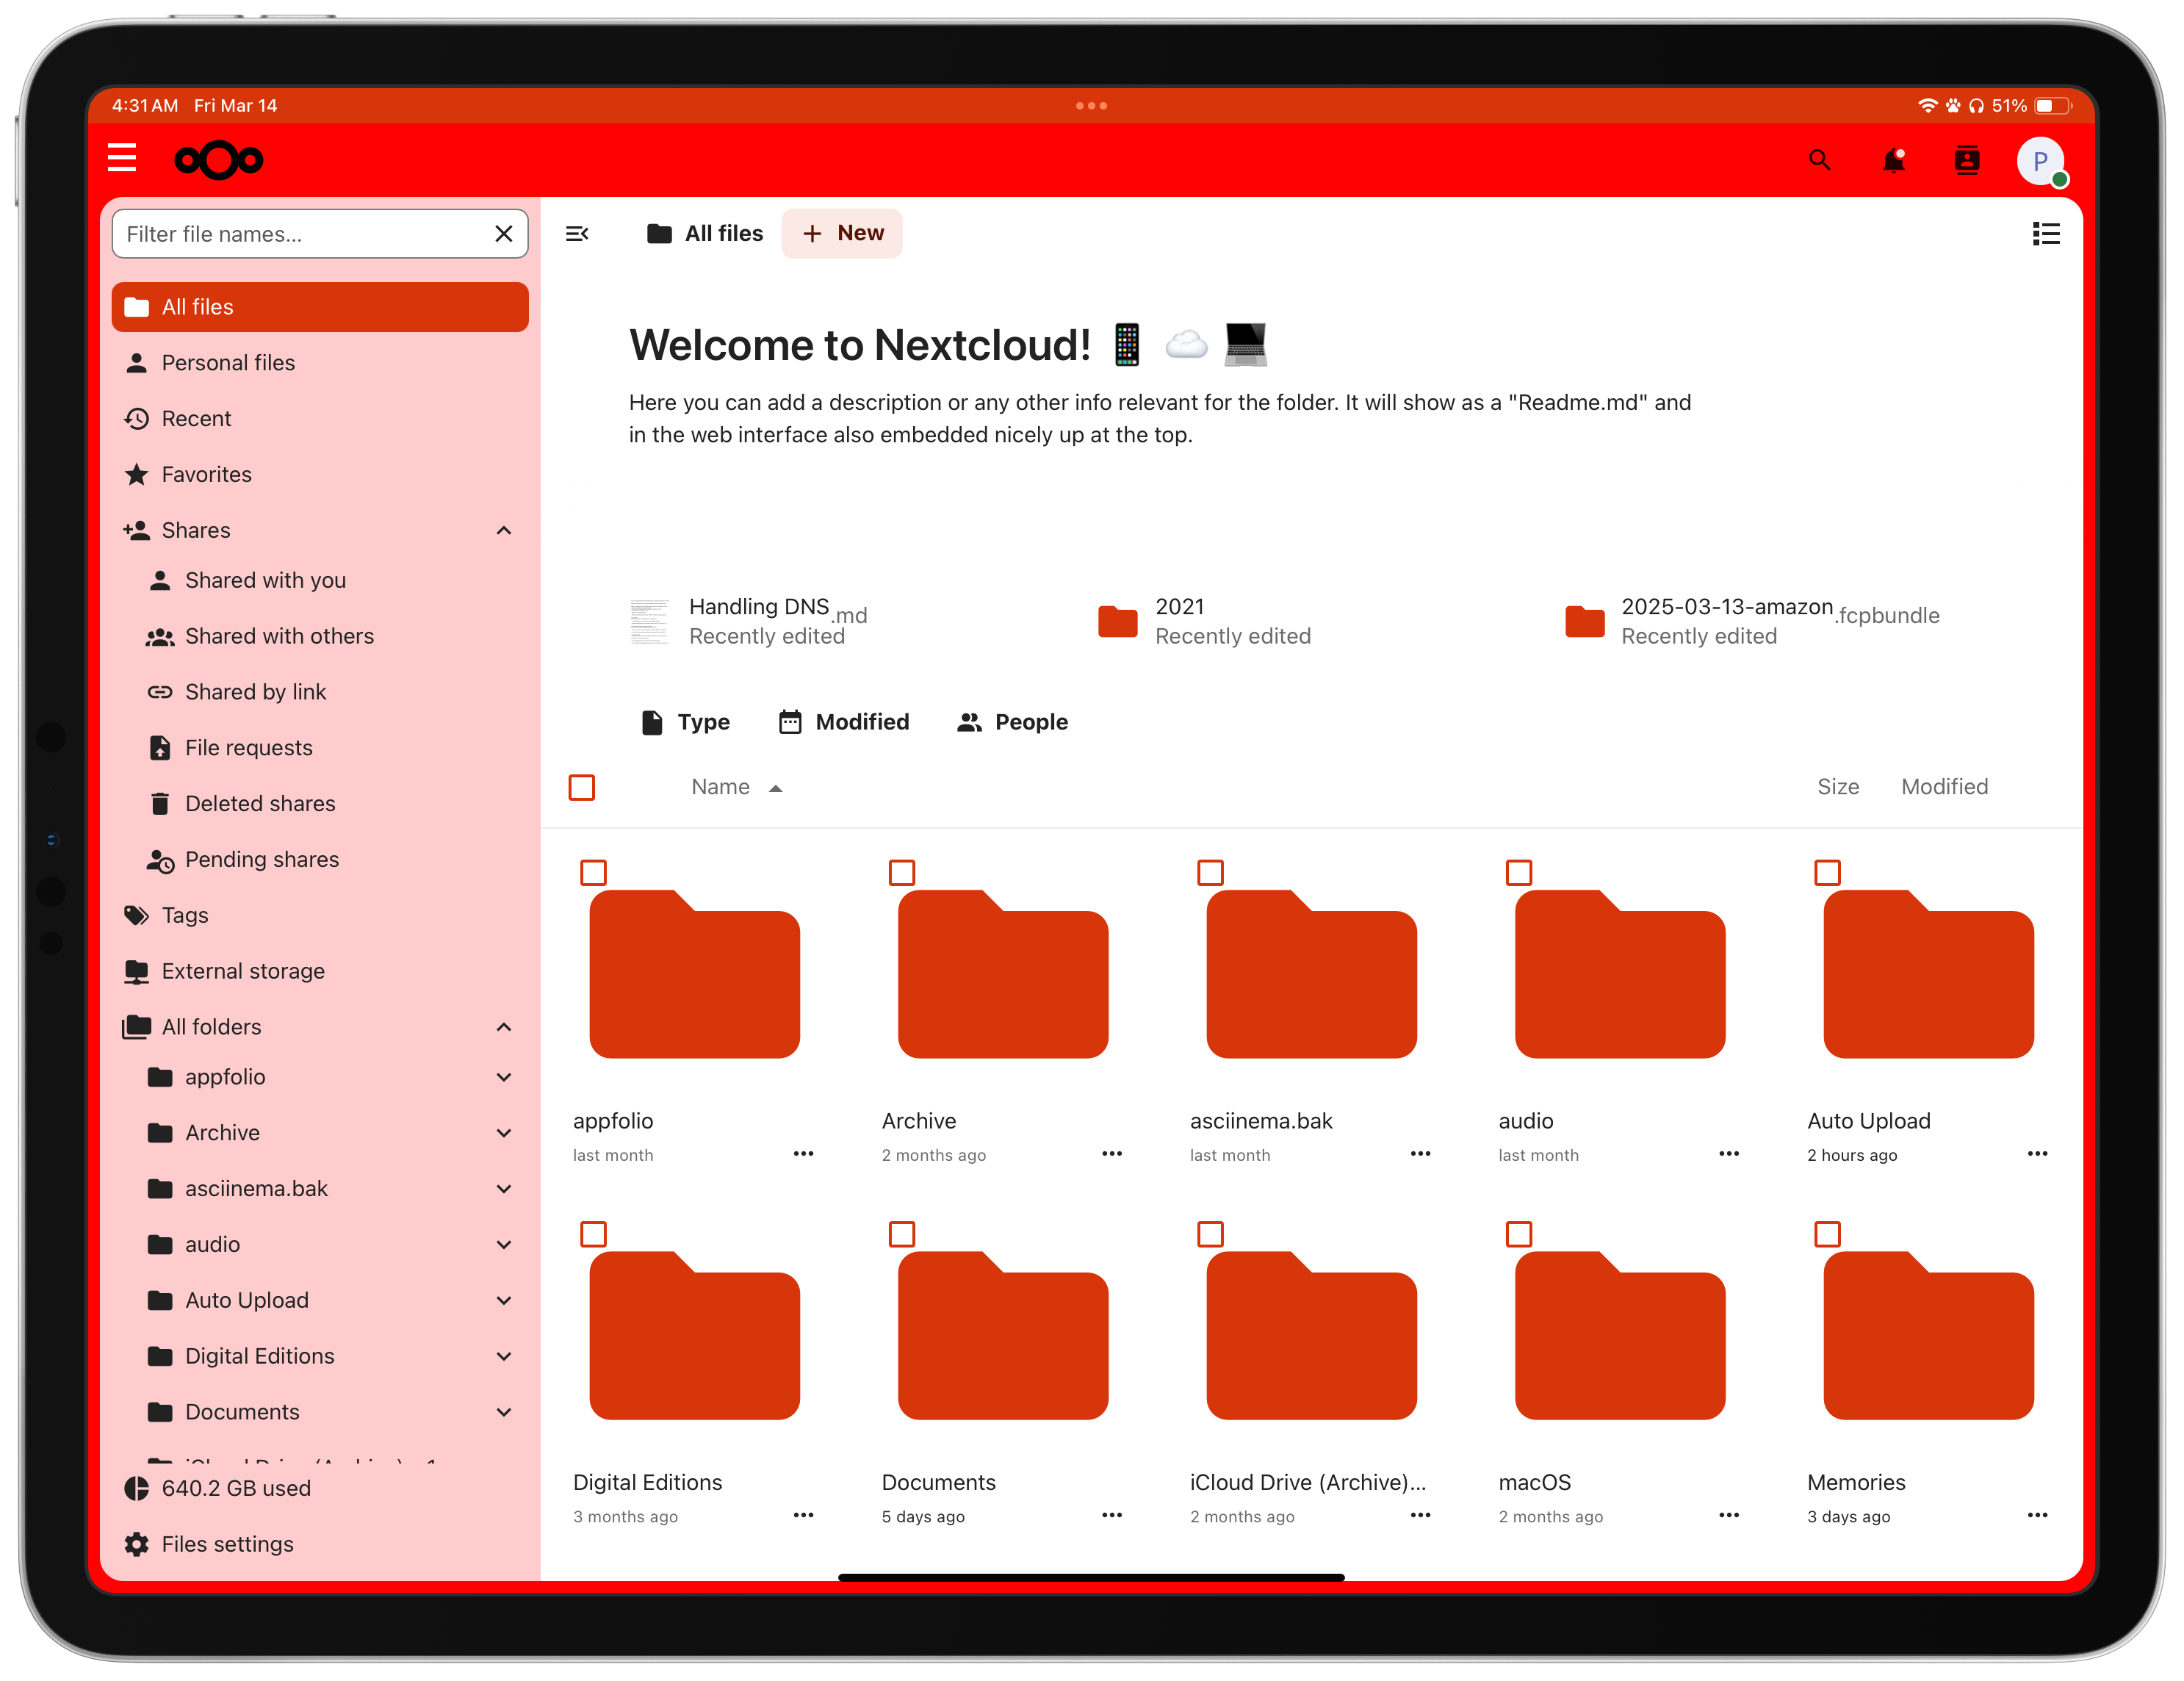 4:31 AM Fri Mar 14
51%
P
Filter file names...
All files
Personal files
Recent
Favorites
Shares
Shared with you
Shared with others
Shared by link
File requests
Deleted shares
Pending shares
Tags
External storage
All folders
appfolio
Archive
asciinema.bak
audio
Auto Upload
Digital Editions
Documents
640.2 GB used
Files settings
All files
+ New
Welcome to Nextcloud! 📱 ☁️ 💻
Here you can add a description or any other info relevant for the folder. It will show as a "Readme.md" and
in the web interface also embedded nicely up at the top.
Handling DNS.md
Recently edited
2021
Recently edited
2025-03-13-amazon.fcpbundle
Recently edited
Type Modified People
Name Size Modified
appfolio
last month
Archive
2 months ago
asciinema.bak
last month
audio
last month
Auto Upload
2 hours ago
Digital Editions
3 months ago
Documents
5 days ago
iCloud Drive (Archive)...
2 months ago
macOS
2 months ago
Memories
3 days ago